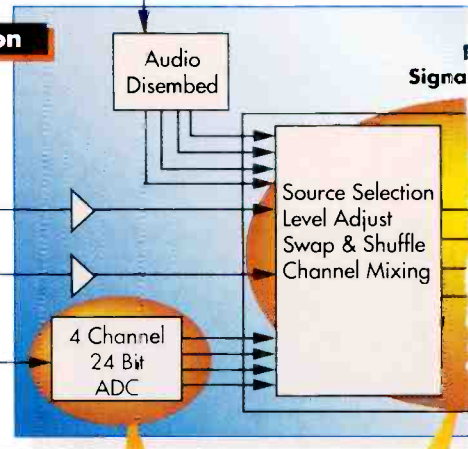 on
Audio
Disembed
Signa
Source Selection
Level Adjust
Swap & Shuffle
Channel Mixing
4 Channel
24 Bit
ADC